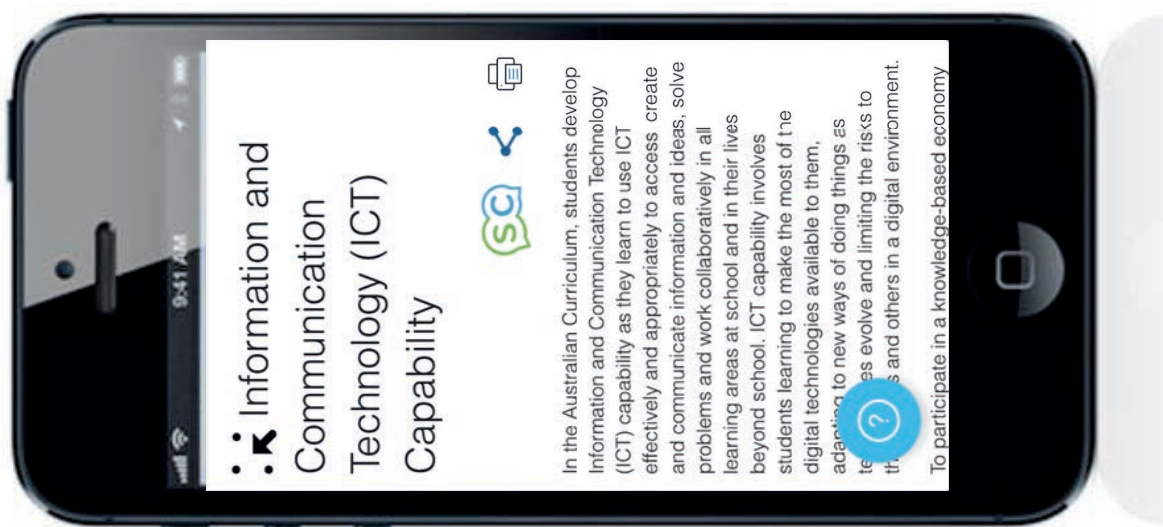 9:41 AM
Information and
Communication
Technology (ICT)
Capability
SC
In the Australian Curriculum, students develop
Information and Communication Technology
(ICT) capability as they learn to use ICT
effectively and appropriately to access create
and communicate information and ideas, solve
problems and work collaboratively in all
learning areas at school and in their lives
beyond school. ICT capability involves
students learning to make the most of the
digital technologies available to them,
to new ways of doing things as
evolve and limiting the risks to
and others in a digital environment.
?
To participate in a knowledge-based economy